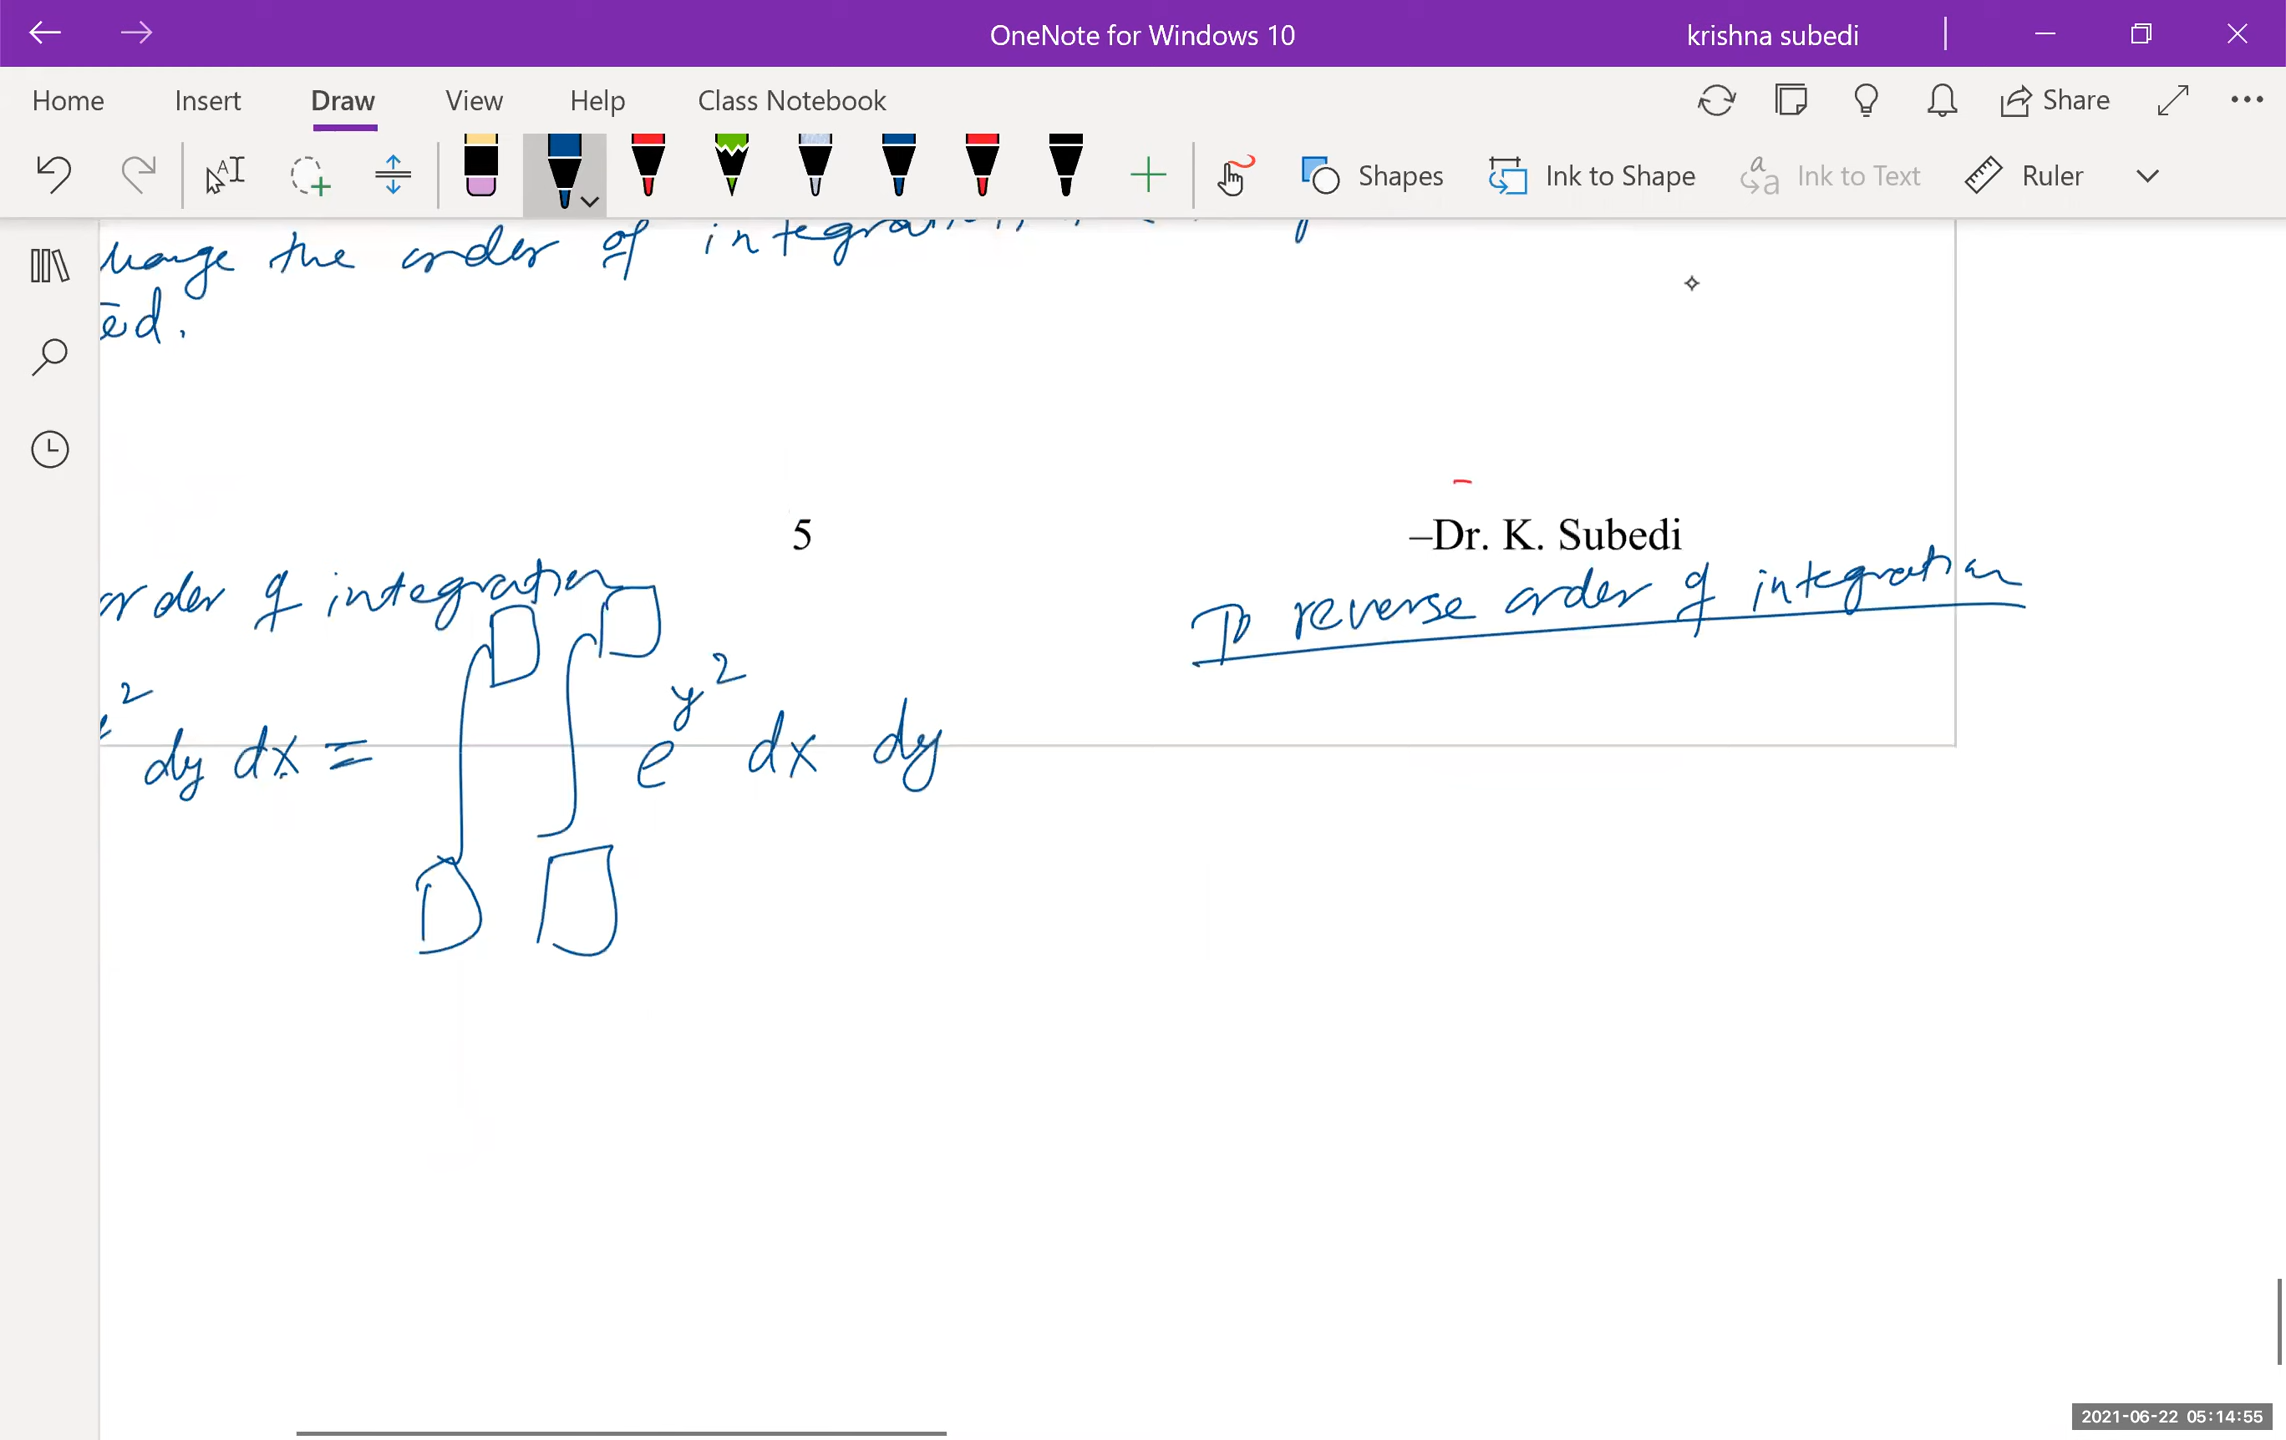 OneNote for Windows 10
krishna subedi
Home Insert Draw View Help Class Notebook Share
Shapes Ink to Shape Ink to Text Ruler
the order of
ed.
5
–Dr. K. Subedi
order of integration
To reverse order of integration
2 dy dx = ∫ ∫ e^y^2 dx dy
2021-06-22 05:14:55